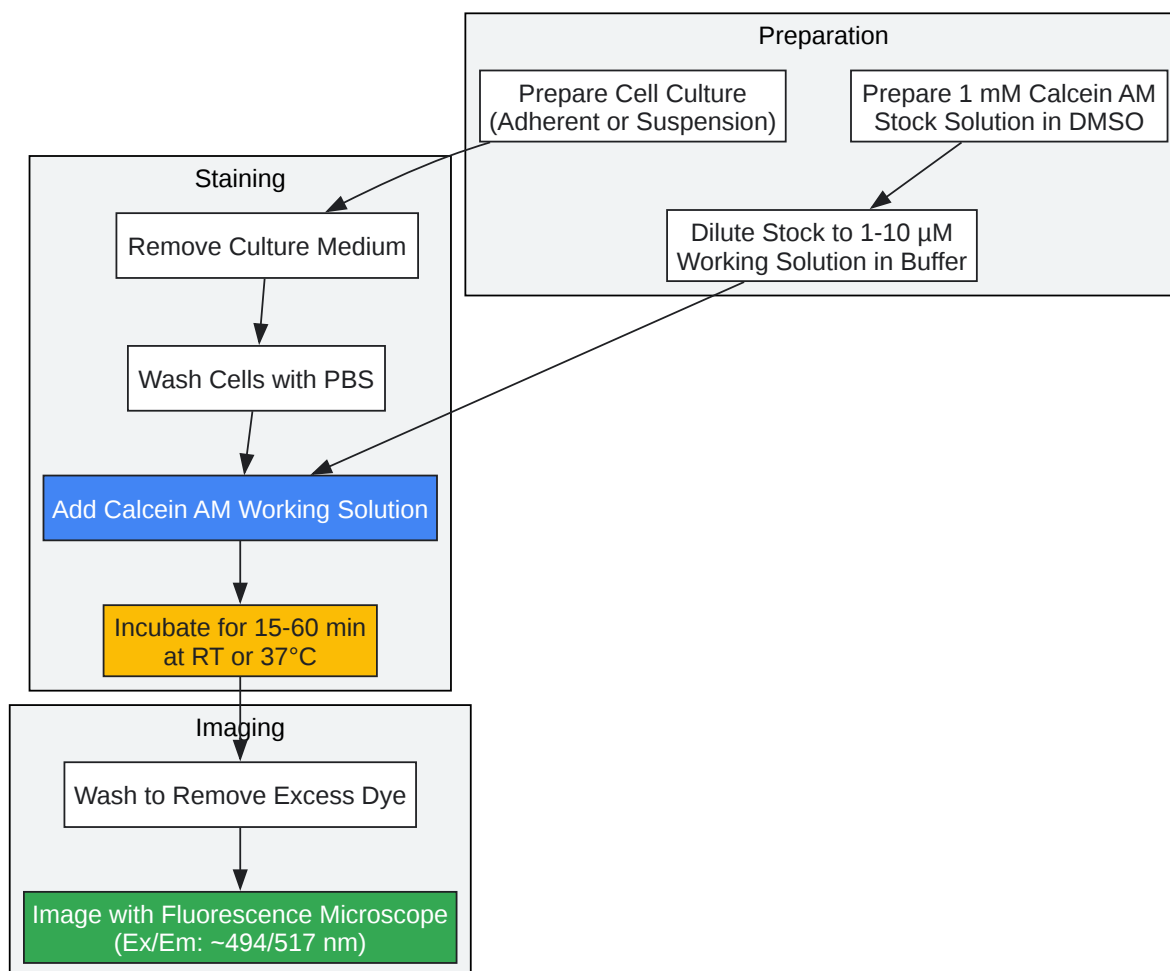 Preparation
Prepare Cell Culture
(Adherent or Suspension)
Prepare 1 mM Calcein AM
Stock Solution in DMSO
Dilute Stock to 1-10 µM
Working Solution in Buffer
Staining
Remove Culture Medium
Wash Cells with PBS
Add Calcein AM Working Solution
Incubate for 15-60 min
at RT or 37°C
Imaging
Wash to Remove Excess Dye
Image with Fluorescence Microscope
(Ex/Em: ~494/517 nm)